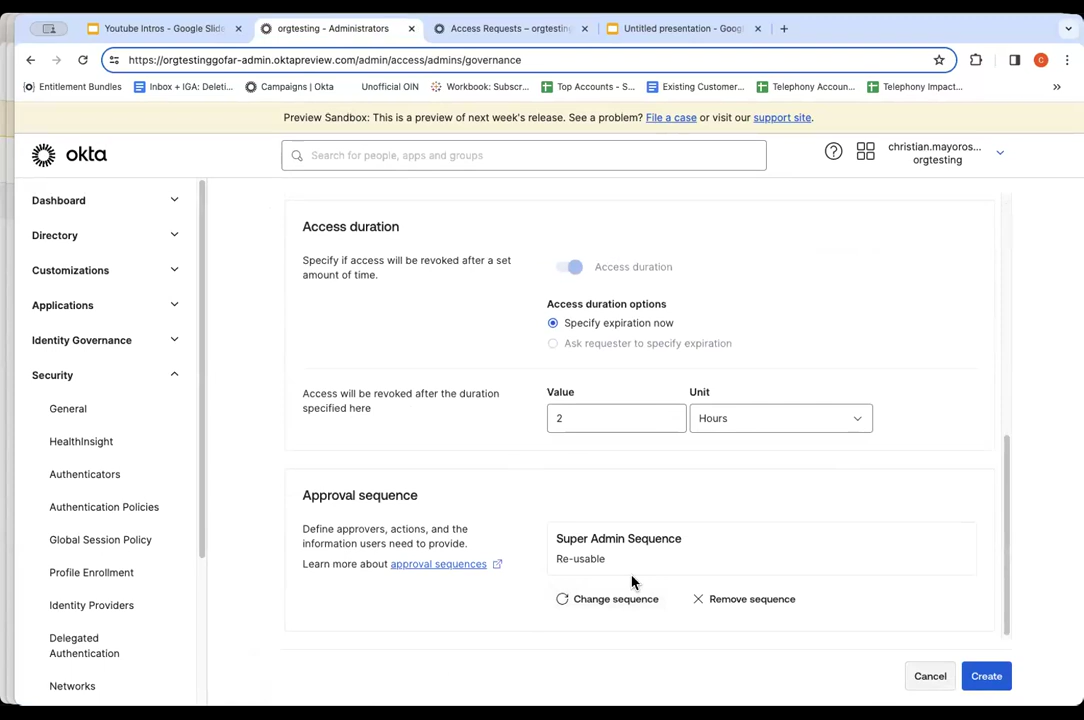 Youtube Intros - Google Slide
orgtesting - Administrators
Access Requests – orgtestin
Untitled presentation - Goog
https://orgtestinggofar-admin.oktapreview.com/admin/access/admins/governance
C
Entitlement Bundles
Inbox + IGA: Deleti...
Campaigns | Okta
Unofficial OIN
Workbook: Subscr...
Top Accounts - S...
Existing Customer...
Telephony Accoun...
Telephony Impact...
Preview Sandbox: This is a preview of next week's release. See a problem? File a case or visit our support site.
okta
Search for people, apps and groups
christian.mayoros...
orgtesting
Dashboard
Directory
Customizations
Applications
Identity Governance
Security
General
HealthInsight
Authenticators
Authentication Policies
Global Session Policy
Profile Enrollment
Identity Providers
Delegated
Authentication
Networks
Access duration
Specify if access will be revoked after a set
amount of time.
Access duration
Access duration options
Specify expiration now
Ask requester to specify expiration
Access will be revoked after the duration
specified here
Value
Unit
2
Hours
Approval sequence
Define approvers, actions, and the
information users need to provide.
Learn more about approval sequences
Super Admin Sequence
Re-usable
Change sequence
Remove sequence
Cancel
Create